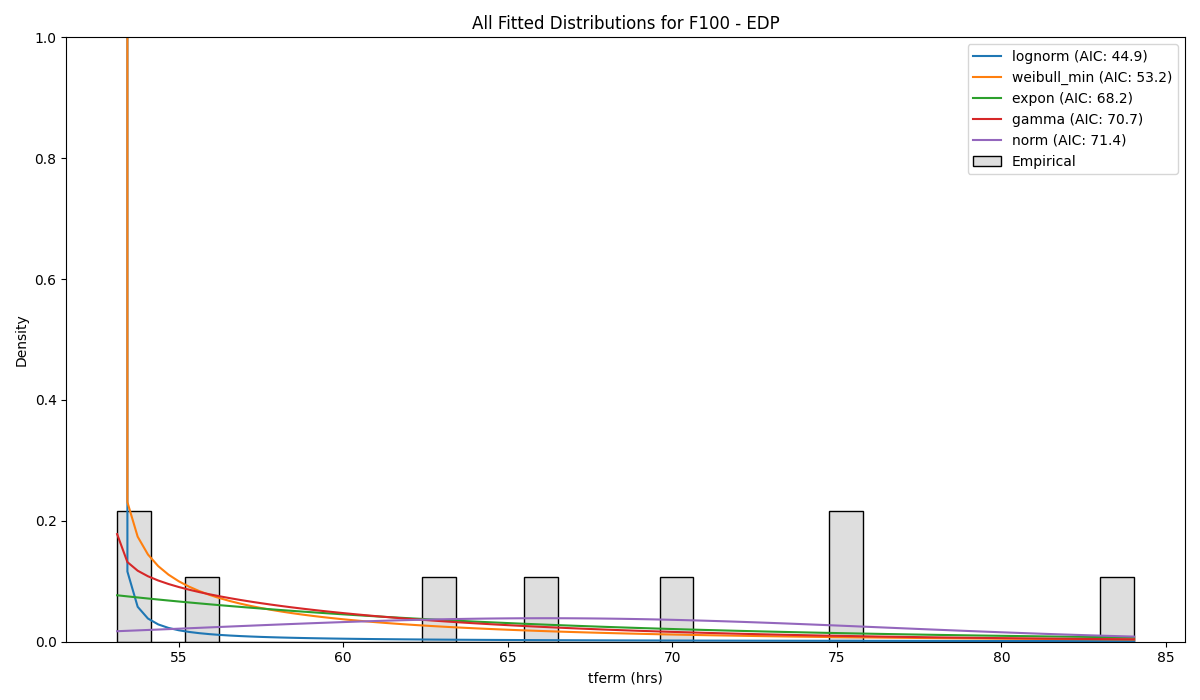 All Fitted Distributions for F100 - EDP
lognorm (AIC: 44.9)
weibull_min (AIC: 53.2)
expon (AIC: 68.2)
gamma (AIC: 70.7)
norm (AIC: 71.4)
Empirical
Density
1.0
0.8
0.6
0.4
0.2
0.0
55 60 65 70 75 80 85
tferm (hrs)